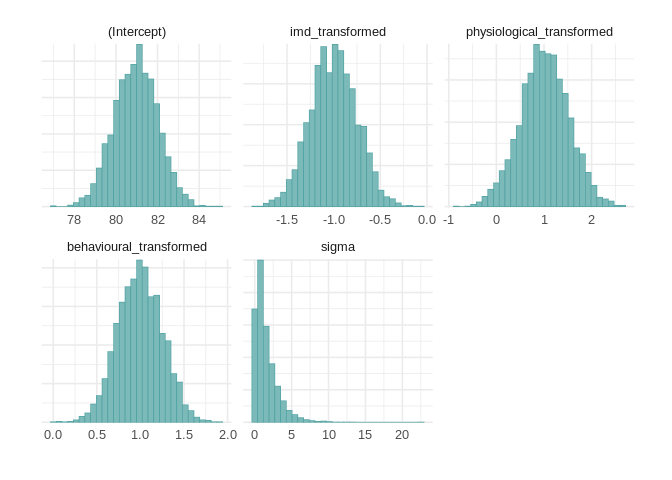 (Intercept) imd_transformed physiological_transformed
78 80 82 84 -1.5 -1.0 -0.5 0.0 -1 0 1 2
behavioural_transformed sigma
0.0 0.5 1.0 1.5 2.0 0 5 10 15 20